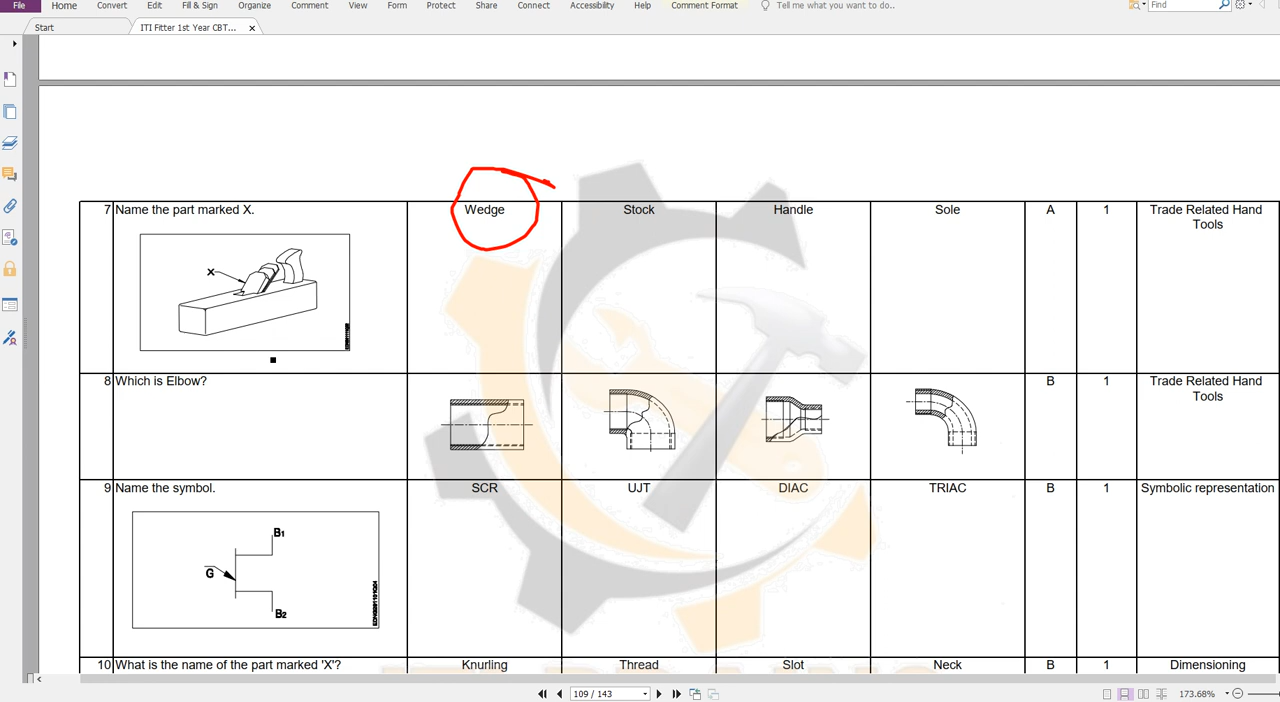 File Home Convert Edit Fill & Sign Organize Comment View Form Protect Share Connect Accessibility Help Comment Format Tell me what you want to do.. Find
Start ITI Fitter 1st Year CBT...
7 Name the part marked X. Wedge Stock Handle Sole A 1 Trade Related Hand
Tools
X
8 Which is Elbow? B 1 Trade Related Hand
Tools
9 Name the symbol. SCR UJT DIAC TRIAC B 1 Symbolic representation
B1
G
B2
10 What is the name of the part marked 'X'? Knurling Thread Slot Neck B 1 Dimensioning
109 / 143 173.68%